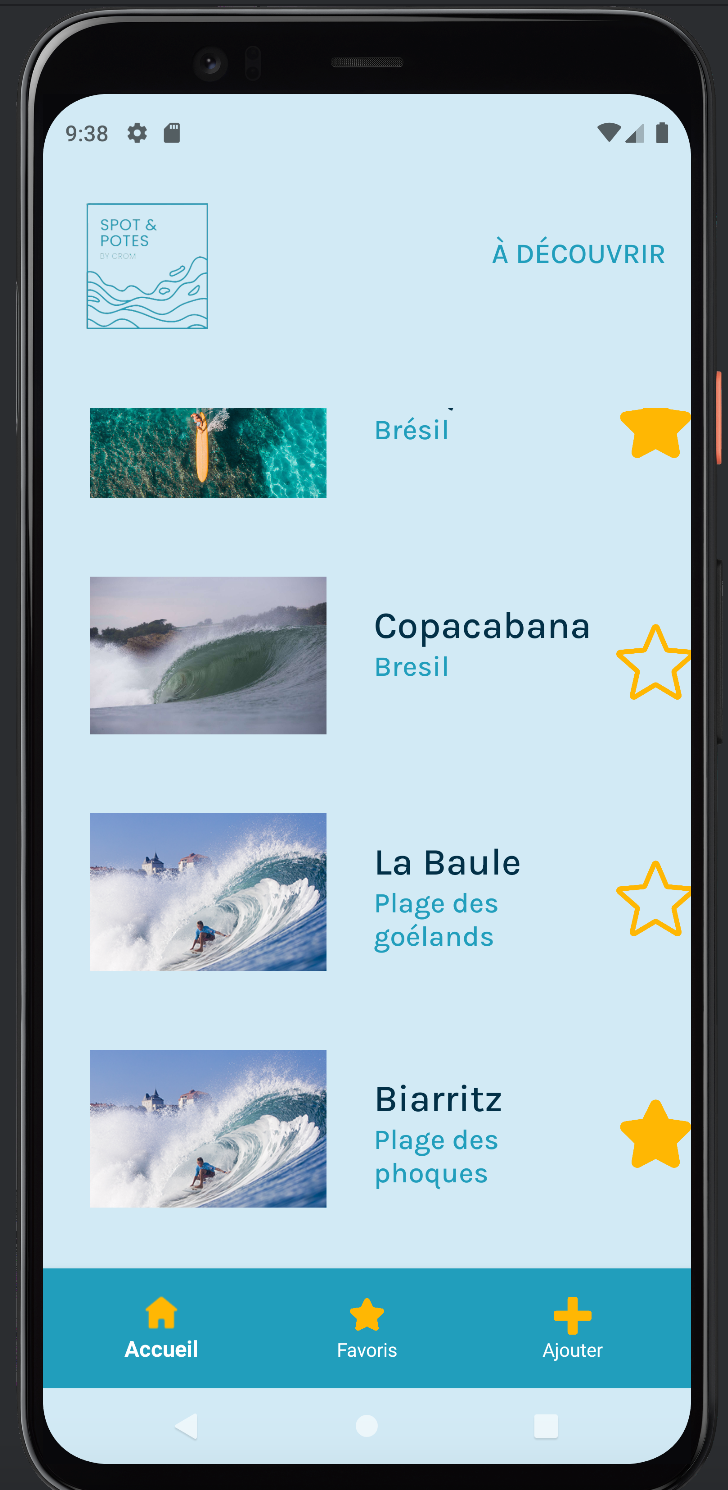 9:38
SPOT &
POTES
BY CROM
À DÉCOUVRIR
Brésil
Copacabana
Bresil
La Baule
Plage des
goélands
Biarritz
Plage des
phoques
Accueil
Favoris
Ajouter